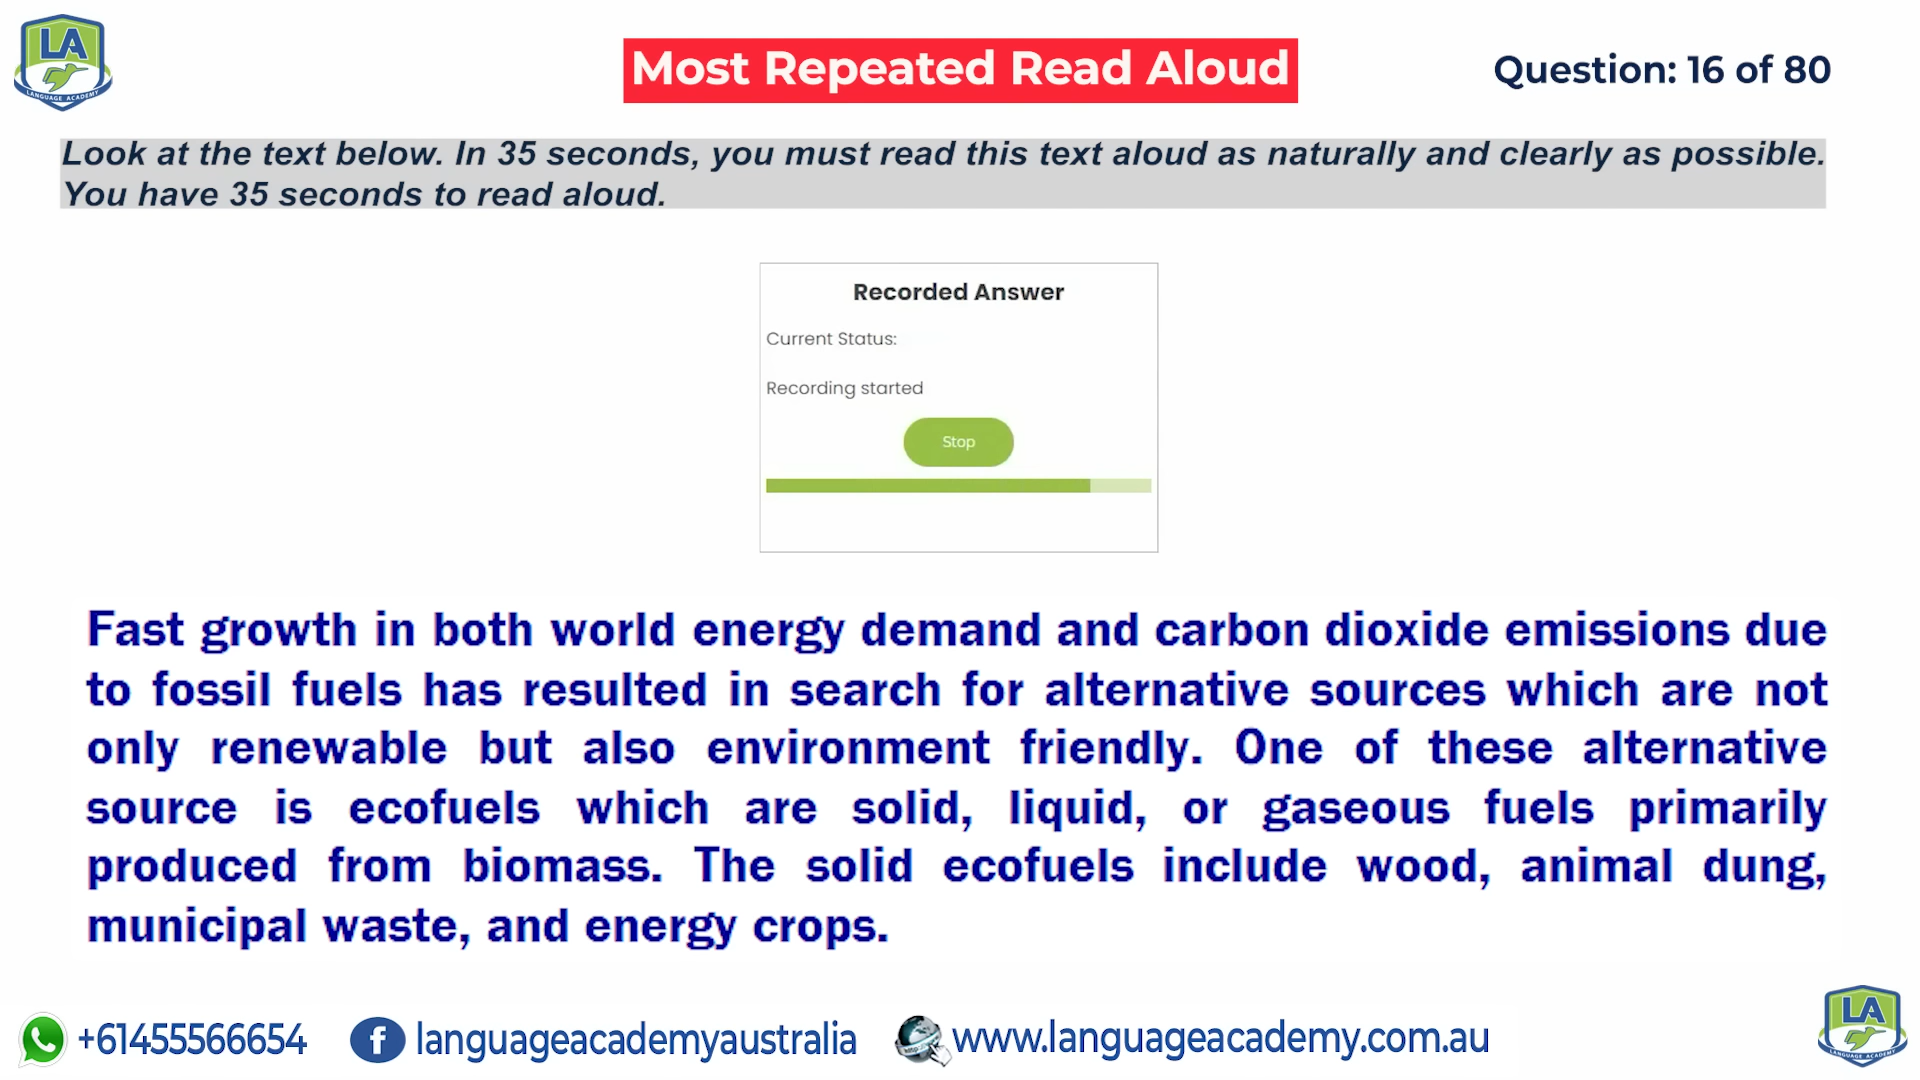 LA
LANGUAGE ACADEMY
Most Repeated Read Aloud
Question: 16 of 80
Look at the text below. In 35 seconds, you must read this text aloud as naturally and clearly as possible.
You have 35 seconds to read aloud.
Recorded Answer
Current Status:
Recording started
Stop
Fast growth in both world energy demand and carbon dioxide emissions due
to fossil fuels has resulted in search for alternative sources which are not
only renewable but also environment friendly. One of these alternative
source is ecofuels which are solid, liquid, or gaseous fuels primarily
produced from biomass. The solid ecofuels include wood, animal dung,
municipal waste, and energy crops.
+61455566654
languageacademyaustralia
http
www.languageacademy.com.au
LA
LANGUAGE ACADEMY